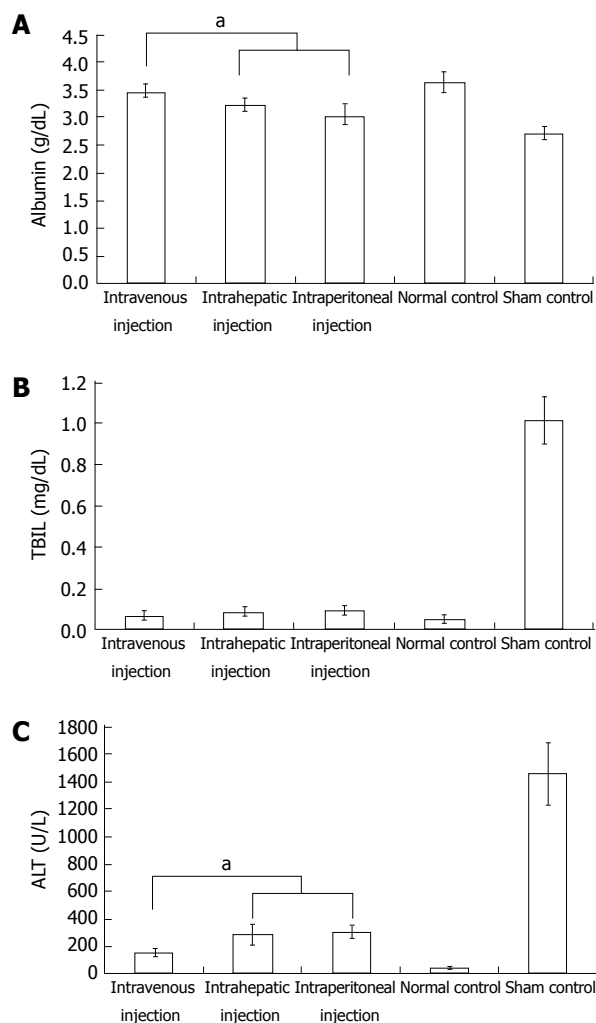 A
a
Albumin (g/dL)
4.5
4.0
3.5
3.0
2.5
2.0
1.5
1.0
0.5
0.0
Intravenous injection
Intrahepatic injection
Intraperitoneal injection
Normal control
Sham control
B
TBIL (mg/dL)
1.2
1.0
0.8
0.6
0.4
0.2
0.0
Intravenous injection
Intrahepatic injection
Intraperitoneal injection
Normal control
Sham control
C
a
ALT (U/L)
1800
1600
1400
1200
1000
800
600
400
200
0
Intravenous injection
Intrahepatic injection
Intraperitoneal injection
Normal control
Sham control